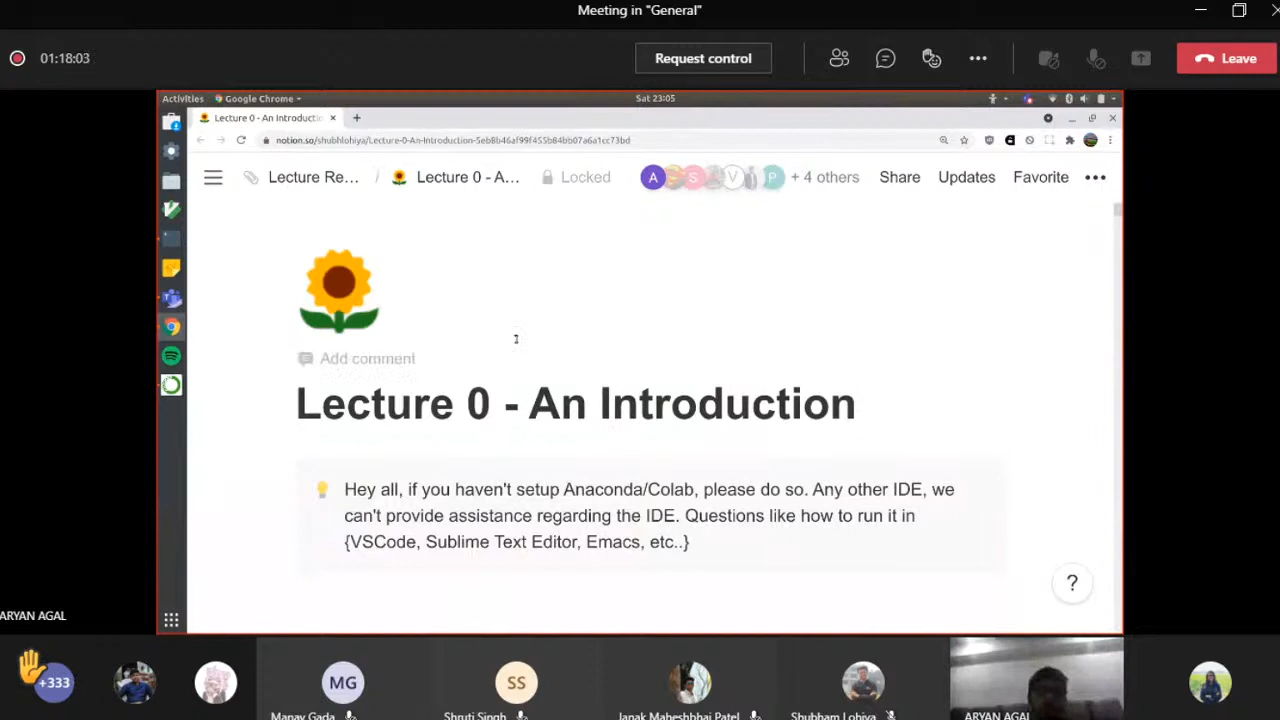 Meeting in "General"
01:18:03
Request control
Leave
Activities
Google Chrome
Sat 23:05
Lecture 0 - An Introductio
notion.so/shubhlohiya/Lecture-0-An-Introduction-5eb8b46af99f455b84bb07a6a1cc73bd
Lecture Re... / Lecture 0 - A... Locked
A S V P + 4 others Share Updates Favorite
Add comment
Lecture 0 - An Introduction
Hey all, if you haven't setup Anaconda/Colab, please do so. Any other IDE, we
can't provide assistance regarding the IDE. Questions like how to run it in
{VSCode, Sublime Text Editor, Emacs, etc..}
?
ARYAN AGAL
+333
MG
SS
Manav Gada
Shruti Singh
Janak Maheshbhai Patel
Shubham Lohiya
ARYAN AGAL